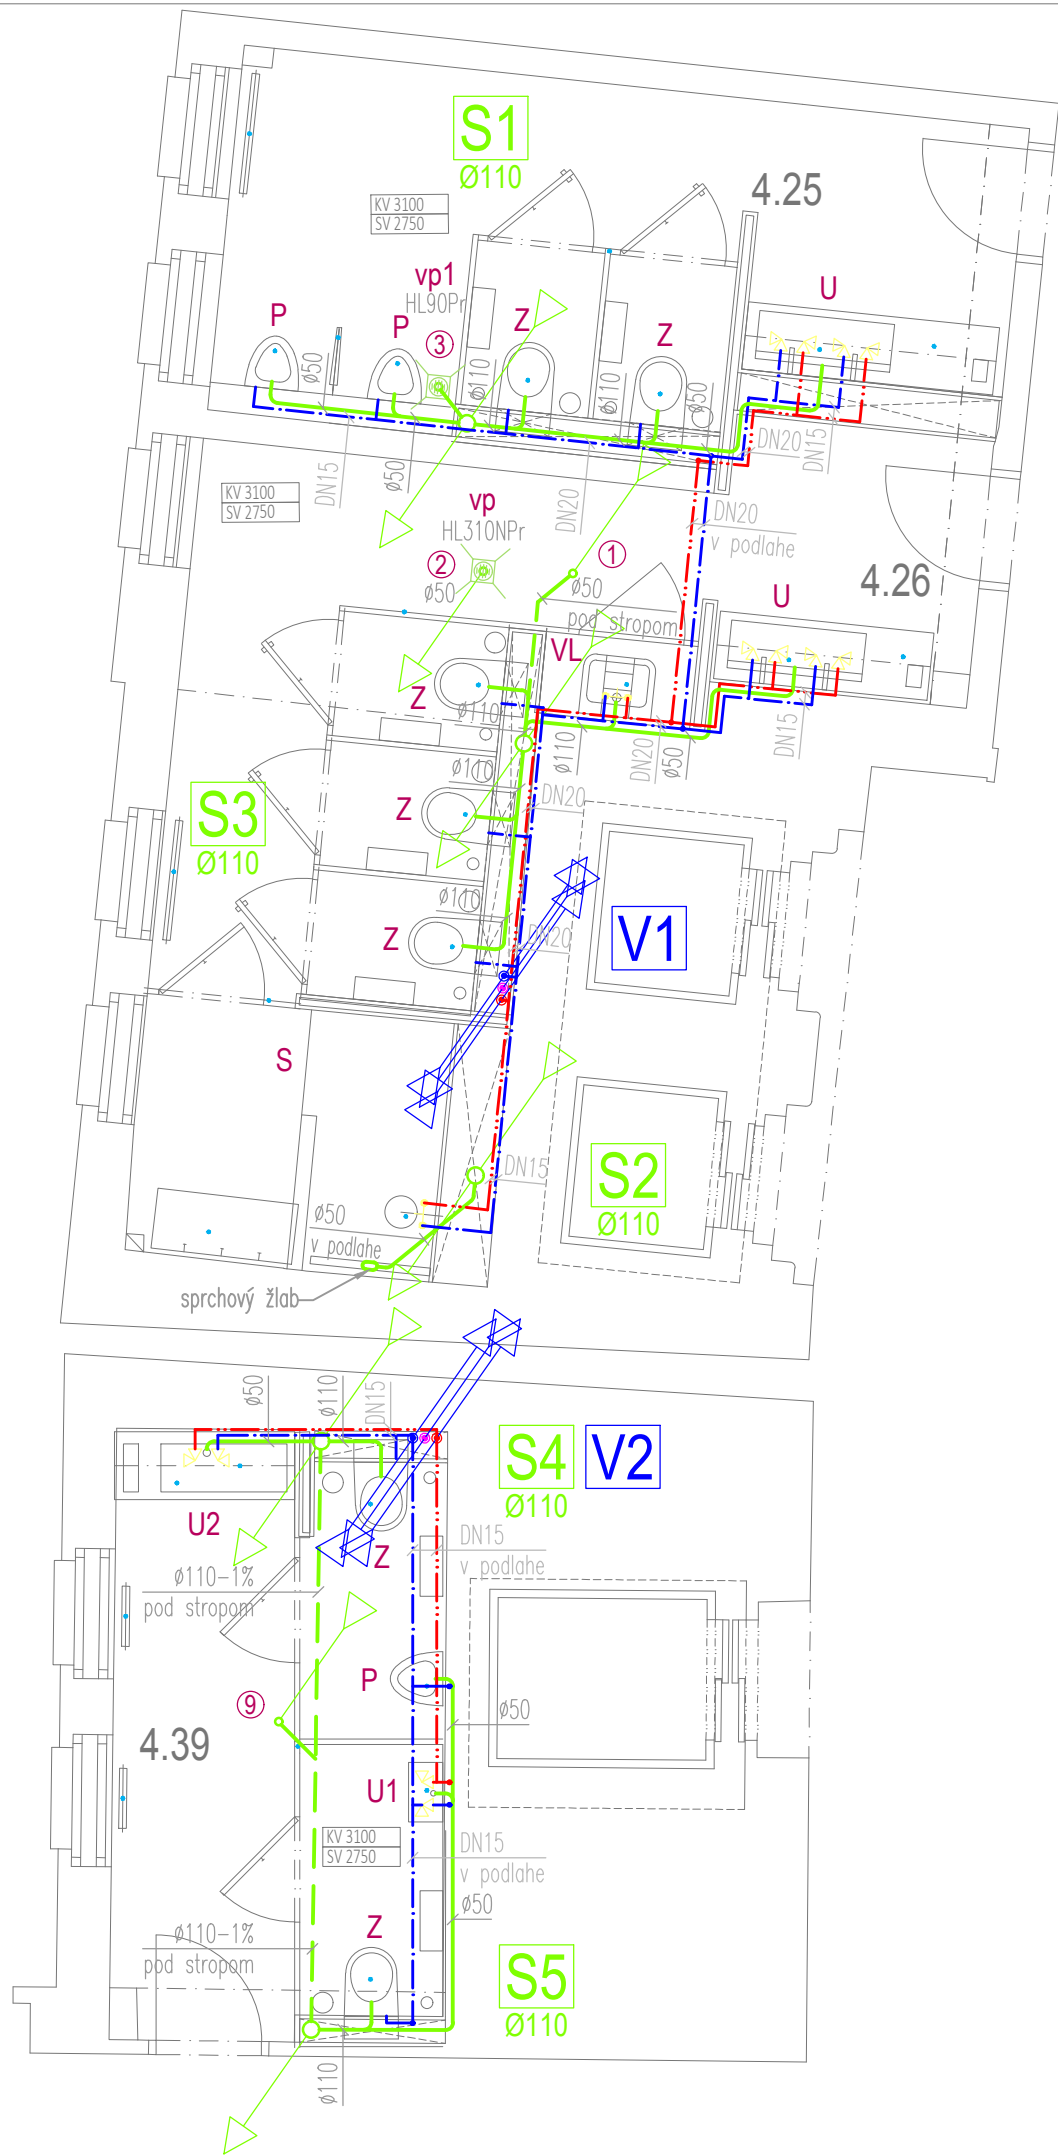 S1
Ø110
4.25
KV 3100
SV 2750
vp1
HL90Pr
U
P
P
Z
Z
3
ø50
ø110
ø110
ø50
DN20
DN15
DN15
ø50
DN20
KV 3100
SV 2750
vp
HL310NPr
2
ø50
1
DN20
v podlahe
4.26
ø50
pod stropom
U
VL
Z
ø110
ø110
DN20
ø50
DN15
ø110
DN20
S3
Ø110
Z
ø110
V1
Z
DN20
S
DN15
S2
Ø110
ø50
v podlahe
sprchový žlab
ø50
ø110
DN15
S4
V2
Ø110
U2
Z
DN15
v podlahe
ø110-1%
pod stropom
P
9
ø50
4.39
U1
KV 3100
SV 2750
DN15
v podlahe
ø50
Z
ø110-1%
pod stropom
S5
Ø110
ø110